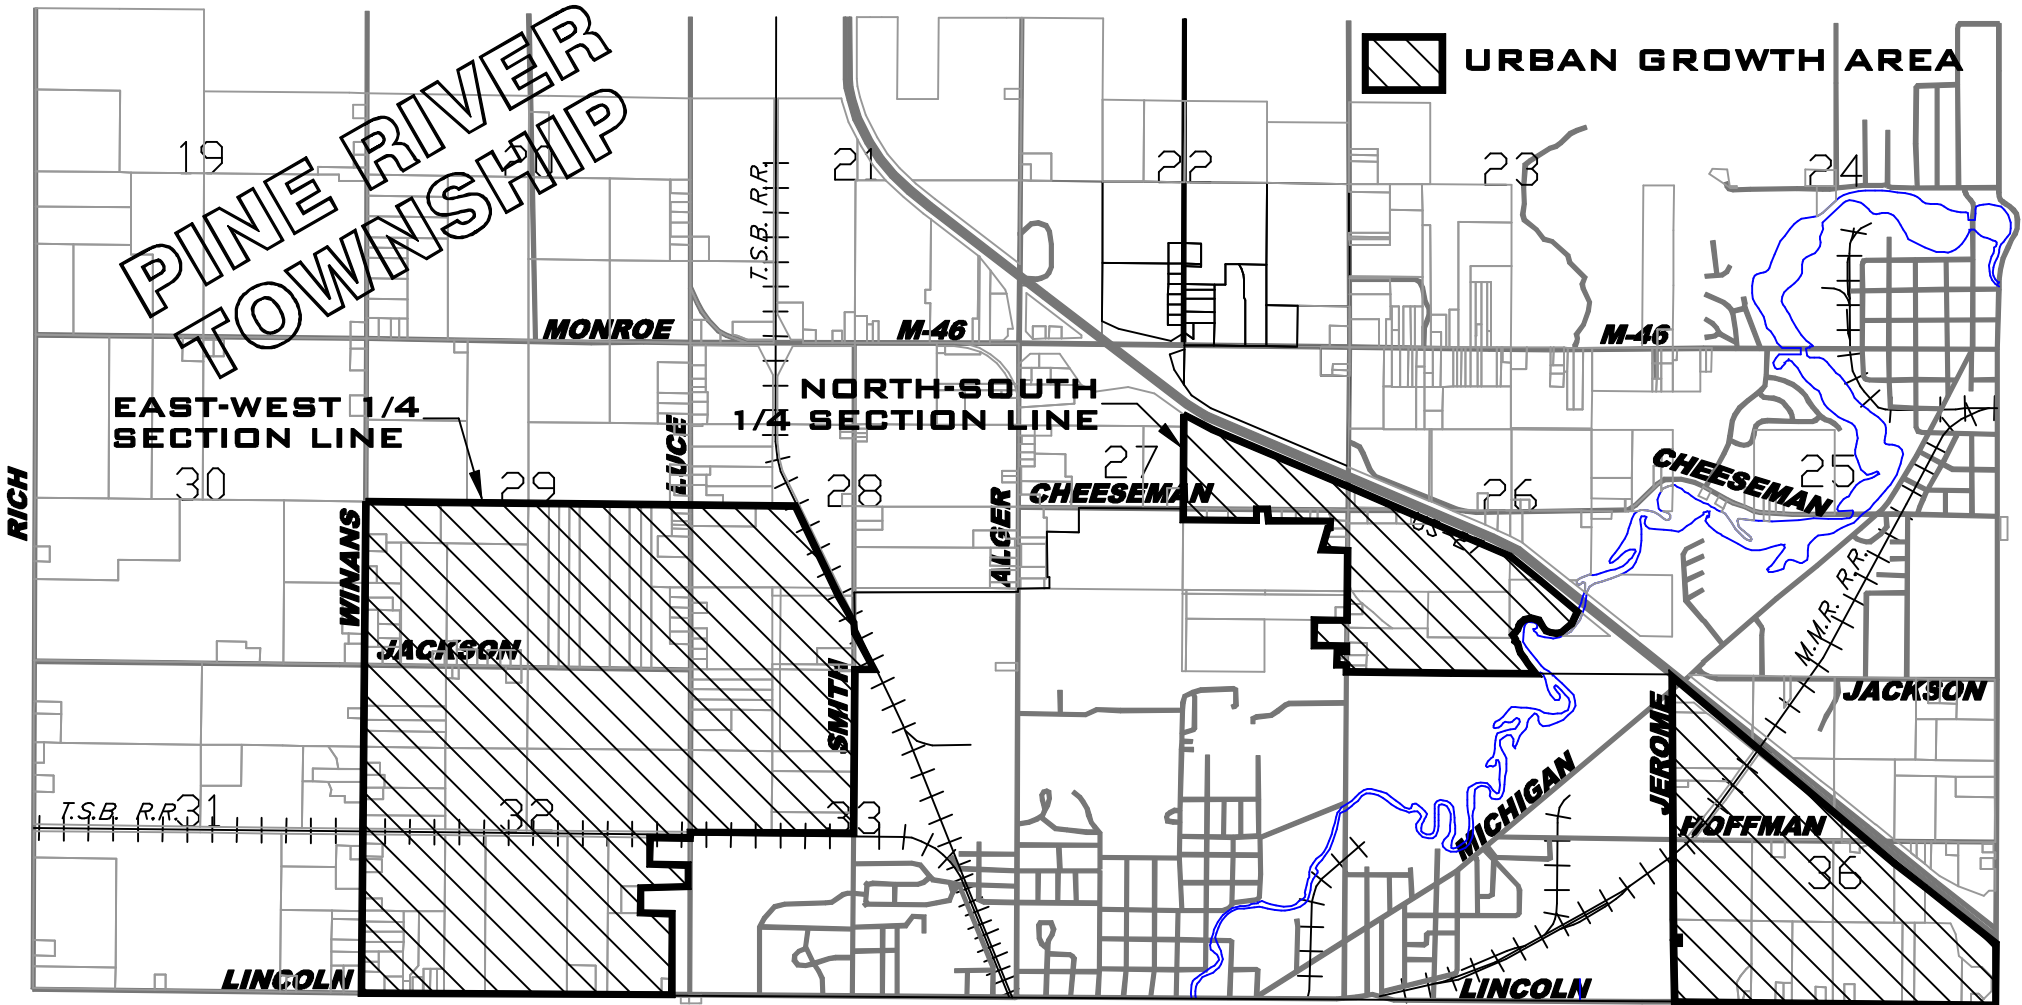 PINE RIVER
TOWNSHIP
URBAN GROWTH AREA
19
20
21
22
23
24
T.S.B. R.R.
MONROE
M-46
M-46
EAST-WEST 1/4
SECTION LINE
NORTH-SOUTH
1/4 SECTION LINE
RICH
30
WINANS
29
LUCE
28
ALGER
27
CHEESEMAN
26
CHEESEMAN
25
JACKSON
SMITH
M.M.R. R.R.
JACKSON
JEROME
MICHIGAN
T.S.B. R.R.
31
32
33
HOFFMAN
36
LINCOLN
LINCOLN